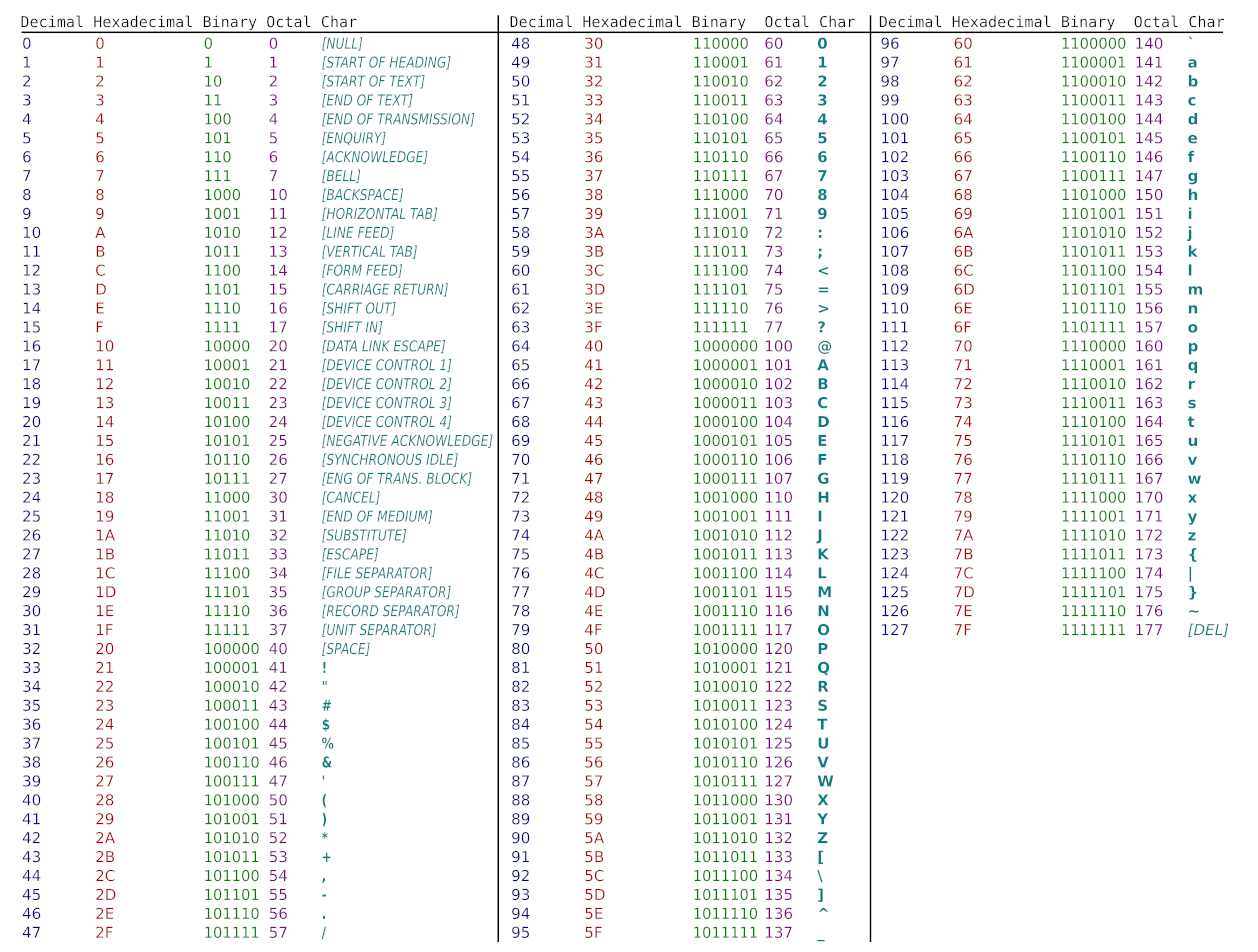 Decimal Hexadecimal Binary Octal Char
0 0 0 0 [NULL]
1 1 1 1 [START OF HEADING]
2 2 10 2 [START OF TEXT]
3 3 11 3 [END OF TEXT]
4 4 100 4 [END OF TRANSMISSION]
5 5 101 5 [ENQUIRY]
6 6 110 6 [ACKNOWLEDGE]
7 7 111 7 [BELL]
8 8 1000 10 [BACKSPACE]
9 9 1001 11 [HORIZONTAL TAB]
10 A 1010 12 [LINE FEED]
11 B 1011 13 [VERTICAL TAB]
12 C 1100 14 [FORM FEED]
13 D 1101 15 [CARRIAGE RETURN]
14 E 1110 16 [SHIFT OUT]
15 F 1111 17 [SHIFT IN]
16 10 10000 20 [DATA LINK ESCAPE]
17 11 10001 21 [DEVICE CONTROL 1]
18 12 10010 22 [DEVICE CONTROL 2]
19 13 10011 23 [DEVICE CONTROL 3]
20 14 10100 24 [DEVICE CONTROL 4]
21 15 10101 25 [NEGATIVE ACKNOWLEDGE]
22 16 10110 26 [SYNCHRONOUS IDLE]
23 17 10111 27 [ENG OF TRANS. BLOCK]
24 18 11000 30 [CANCEL]
25 19 11001 31 [END OF MEDIUM]
26 1A 11010 32 [SUBSTITUTE]
27 1B 11011 33 [ESCAPE]
28 1C 11100 34 [FILE SEPARATOR]
29 1D 11101 35 [GROUP SEPARATOR]
30 1E 11110 36 [RECORD SEPARATOR]
31 1F 11111 37 [UNIT SEPARATOR]
32 20 100000 40 [SPACE]
33 21 100001 41 !
34 22 100010 42 "
35 23 100011 43 #
36 24 100100 44 $
37 25 100101 45 %
38 26 100110 46 &
39 27 100111 47 '
40 28 101000 50 (
41 29 101001 51 )
42 2A 101010 52 *
43 2B 101011 53 +
44 2C 101100 54 ,
45 2D 101101 55 -
46 2E 101110 56 .
47 2F 101111 57 /
Decimal Hexadecimal Binary Octal Char
48 30 110000 60 0
49 31 110001 61 1
50 32 110010 62 2
51 33 110011 63 3
52 34 110100 64 4
53 35 110101 65 5
54 36 110110 66 6
55 37 110111 67 7
56 38 111000 70 8
57 39 111001 71 9
58 3A 111010 72 :
59 3B 111011 73 ;
60 3C 111100 74 <
61 3D 111101 75 =
62 3E 111110 76 >
63 3F 111111 77 ?
64 40 1000000 100 @
65 41 1000001 101 A
66 42 1000010 102 B
67 43 1000011 103 C
68 44 1000100 104 D
69 45 1000101 105 E
70 46 1000110 106 F
71 47 1000111 107 G
72 48 1001000 110 H
73 49 1001001 111 I
74 4A 1001010 112 J
75 4B 1001011 113 K
76 4C 1001100 114 L
77 4D 1001101 115 M
78 4E 1001110 116 N
79 4F 1001111 117 O
80 50 1010000 120 P
81 51 1010001 121 Q
82 52 1010010 122 R
83 53 1010011 123 S
84 54 1010100 124 T
85 55 1010101 125 U
86 56 1010110 126 V
87 57 1010111 127 W
88 58 1011000 130 X
89 59 1011001 131 Y
90 5A 1011010 132 Z
91 5B 1011011 133 [
92 5C 1011100 134 \
93 5D 1011101 135 ]
94 5E 1011110 136 ^
95 5F 1011111 137 _
Decimal Hexadecimal Binary Octal Char
96 60 1100000 140 `
97 61 1100001 141 a
98 62 1100010 142 b
99 63 1100011 143 c
100 64 1100100 144 d
101 65 1100101 145 e
102 66 1100110 146 f
103 67 1100111 147 g
104 68 1101000 150 h
105 69 1101001 151 i
106 6A 1101010 152 j
107 6B 1101011 153 k
108 6C 1101100 154 l
109 6D 1101101 155 m
110 6E 1101110 156 n
111 6F 1101111 157 o
112 70 1110000 160 p
113 71 1110001 161 q
114 72 1110010 162 r
115 73 1110011 163 s
116 74 1110100 164 t
117 75 1110101 165 u
118 76 1110110 166 v
119 77 1110111 167 w
120 78 1111000 170 x
121 79 1111001 171 y
122 7A 1111010 172 z
123 7B 1111011 173 {
124 7C 1111100 174 |
125 7D 1111101 175 }
126 7E 1111110 176 ~
127 7F 1111111 177 [DEL]